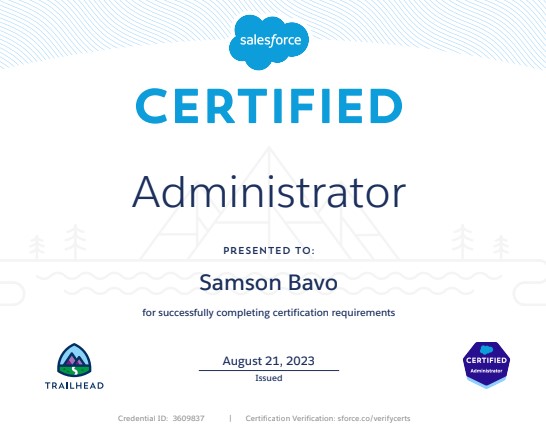 salesforce
CERTIFIED
Administrator
PRESENTED TO:
Samson Bavo
for successfully completing certification requirements
August 21, 2023
Issued
TRAILHEAD
CERTIFIED
Administrator
Credential ID: 3609837 | Certification Verification: sforce.co/verifycerts